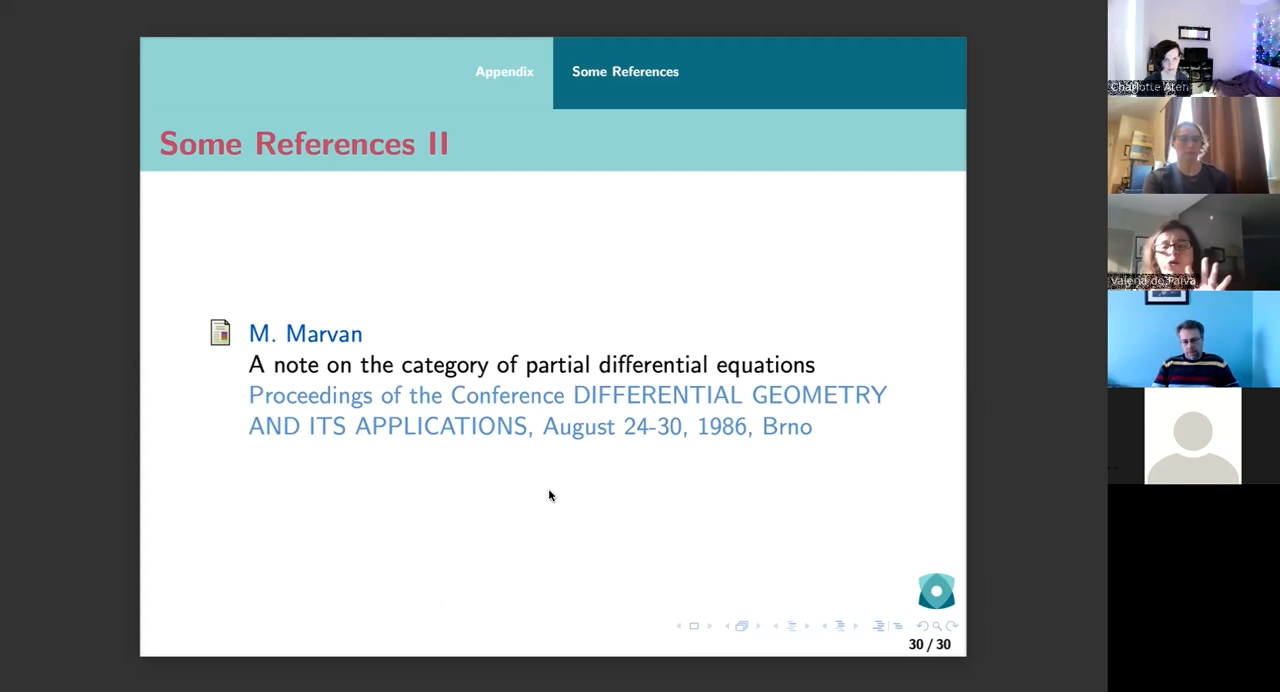 Appendix
Some References
Some References II
M. Marvan
A note on the category of partial differential equations
Proceedings of the Conference DIFFERENTIAL GEOMETRY
AND ITS APPLICATIONS, August 24-30, 1986, Brno
30 / 30
Charlotte Aten
Valeria de Paiva